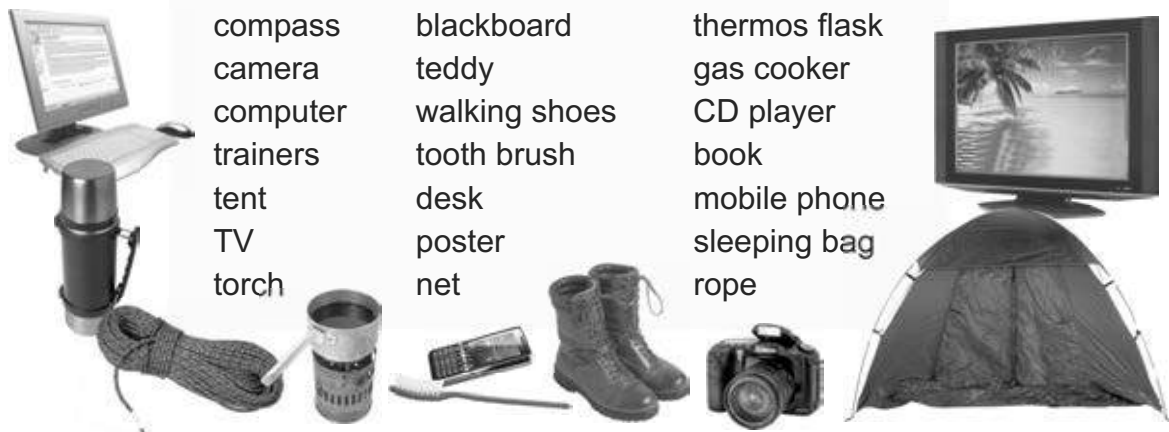 compass blackboard thermos flask
camera teddy gas cooker
computer walking shoes CD player
trainers tooth brush book
tent desk mobile phone
TV poster sleeping bag
torch net rope